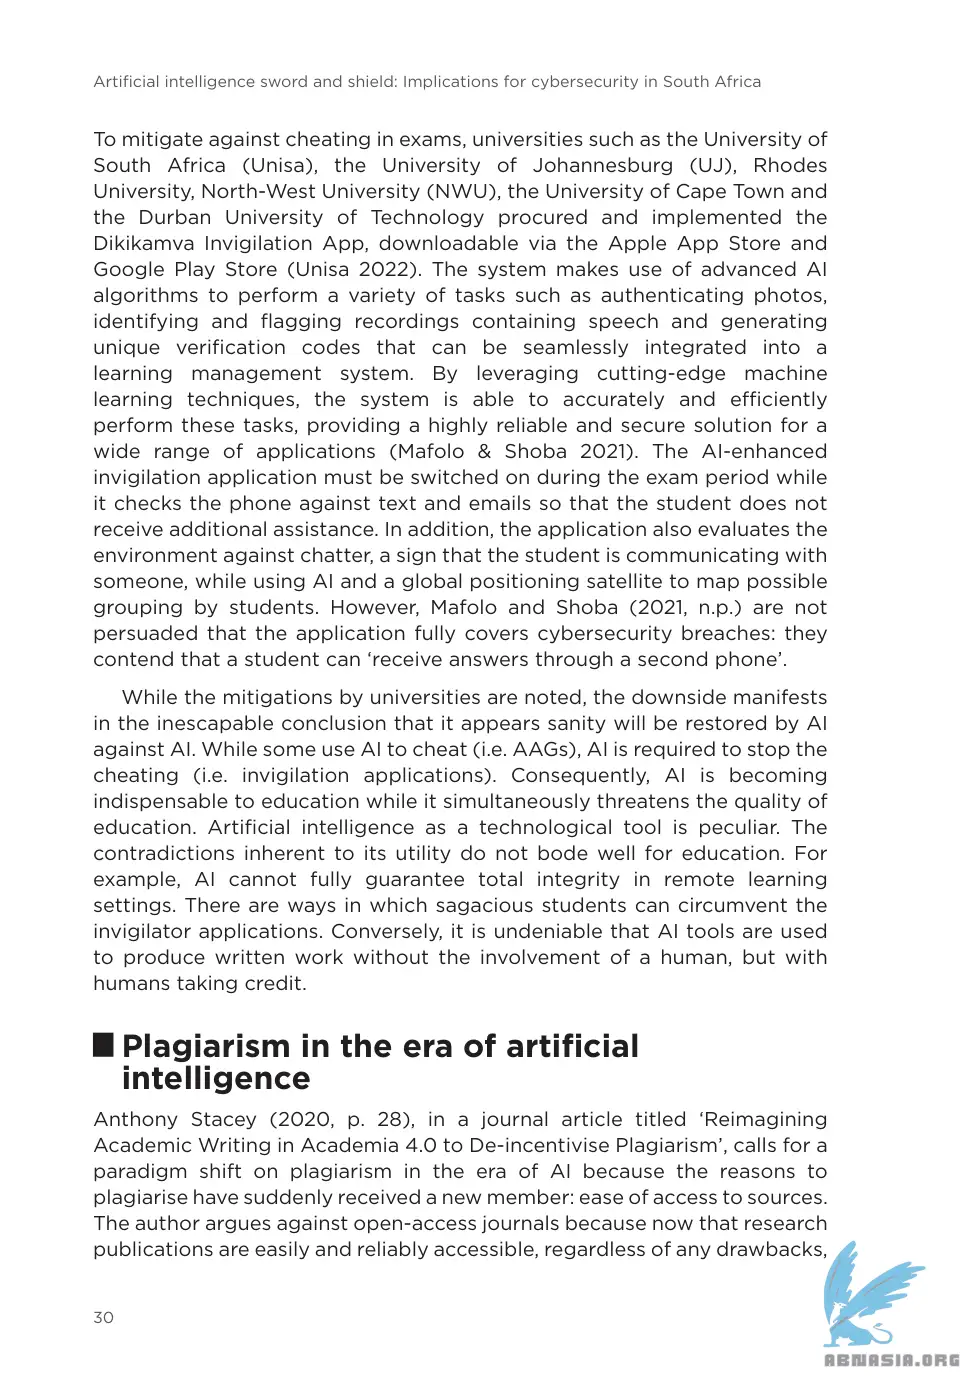 Artificial intelligence sword and shield: Implications for cybersecurity in South Africa
To mitigate against cheating in exams, universities such as the University of
South Africa (Unisa), the University of Johannesburg (UJ), Rhodes
University, North-West University (NWU), the University of Cape Town and
the Durban University of Technology procured and implemented the
Dikikamva Invigilation App, downloadable via the Apple App Store and
Google Play Store (Unisa 2022). The system makes use of advanced AI
algorithms to perform a variety of tasks such as authenticating photos,
identifying and flagging recordings containing speech and generating
unique verification codes that can be seamlessly integrated into a
learning management system. By leveraging cutting-edge machine
learning techniques, the system is able to accurately and efficiently
perform these tasks, providing a highly reliable and secure solution for a
wide range of applications (Mafolo & Shoba 2021). The AI-enhanced
invigilation application must be switched on during the exam period while
it checks the phone against text and emails so that the student does not
receive additional assistance. In addition, the application also evaluates the
environment against chatter, a sign that the student is communicating with
someone, while using AI and a global positioning satellite to map possible
grouping by students. However, Mafolo and Shoba (2021, n.p.) are not
persuaded that the application fully covers cybersecurity breaches: they
contend that a student can ‘receive answers through a second phone’.
While the mitigations by universities are noted, the downside manifests
in the inescapable conclusion that it appears sanity will be restored by AI
against AI. While some use AI to cheat (i.e. AAGs), AI is required to stop the
cheating (i.e. invigilation applications). Consequently, AI is becoming
indispensable to education while it simultaneously threatens the quality of
education. Artificial intelligence as a technological tool is peculiar. The
contradictions inherent to its utility do not bode well for education. For
example, AI cannot fully guarantee total integrity in remote learning
settings. There are ways in which sagacious students can circumvent the
invigilator applications. Conversely, it is undeniable that AI tools are used
to produce written work without the involvement of a human, but with
humans taking credit.
Plagiarism in the era of artificial
intelligence
Anthony Stacey (2020, p. 28), in a journal article titled ‘Reimagining
Academic Writing in Academia 4.0 to De-incentivise Plagiarism’, calls for a
paradigm shift on plagiarism in the era of AI because the reasons to
plagiarise have suddenly received a new member: ease of access to sources.
The author argues against open-access journals because now that research
publications are easily and reliably accessible, regardless of any drawbacks,
30
ABNASIA.ORG